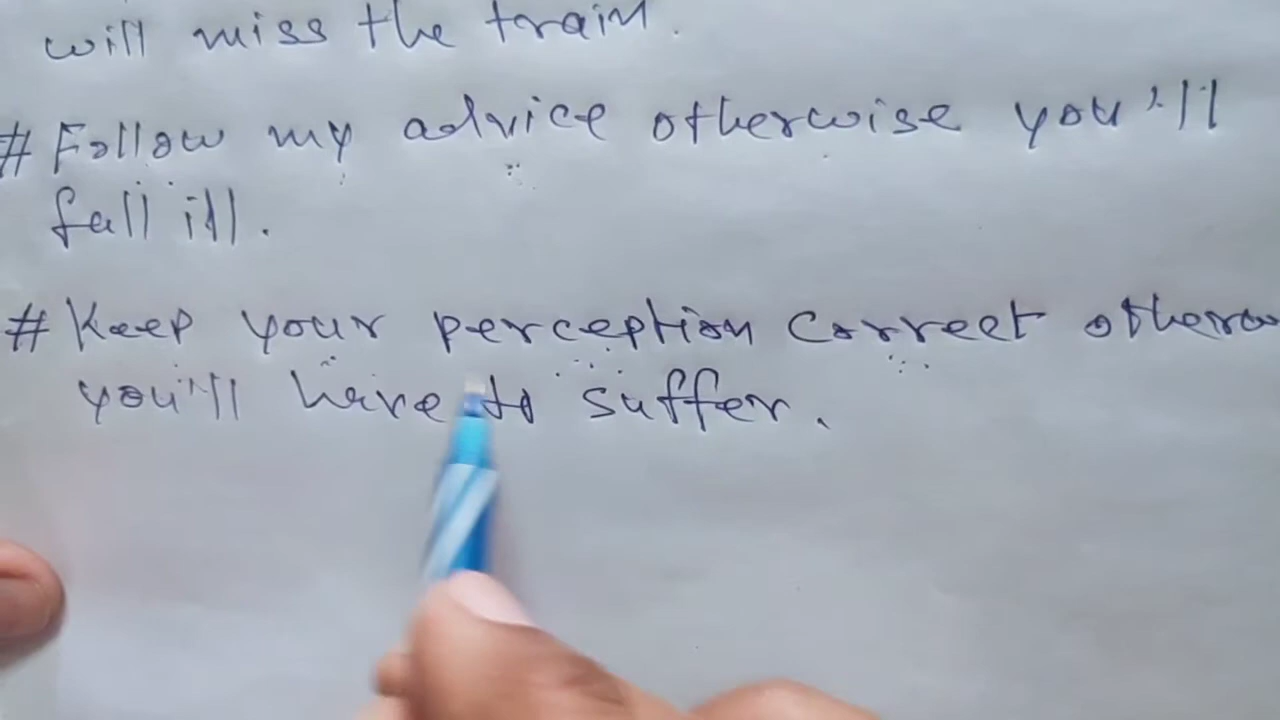 will miss the train.
# Follow my advice otherwise you'll
fall ill.
# Keep your perception correct otherw
you'll have to suffer.